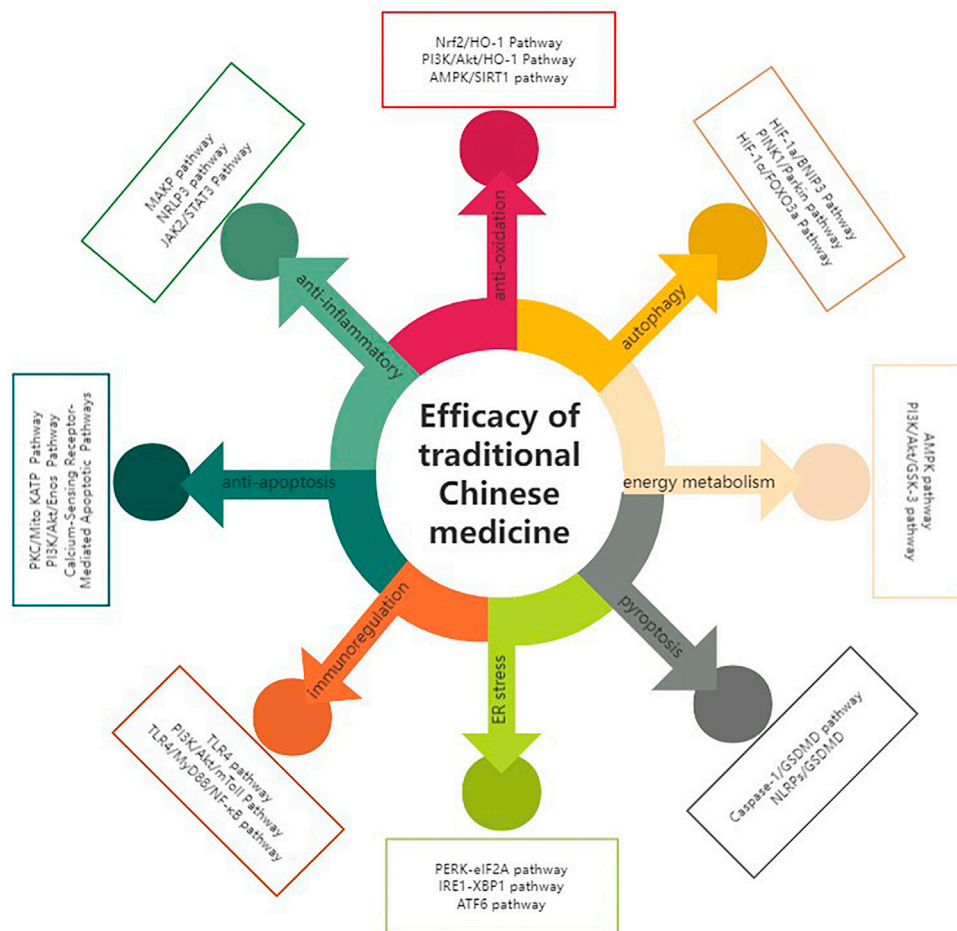 Nrf2/HO-1 Pathway
PI3K/Akt/HO-1 Pathway
AMPK/SIRT1 pathway
anti-oxidation
HIF-1a/BNIP3 Pathway
PINK1/Parkin pathway
HIF-1α/FOXO3a Pathway
autophagy
AMPK pathway
PI3K/Akt/GSK-3 pathway
energy metabolism
Caspase-1/GSDMD pathway
NLRPs/GSDMD
pyroptosis
PERK-eIF2A pathway
IRE1-XBP1 pathway
ATF6 pathway
ER stress
TLR4 pathway
PI3K/Akt/mToll Pathway
TLR4/MyD88/NF-κB pathway
immunoregulation
PKC/Mito KATP Pathway
PI3K/Akt/Enos Pathway
Calcium-Sensing Receptor-
Mediated Apoptotic Pathways
anti-apoptosis
MAKP pathway
NRLP3 pathway
JAK2/STAT3 Pathway
anti-inflammatory
Efficacy of
traditional
Chinese
medicine